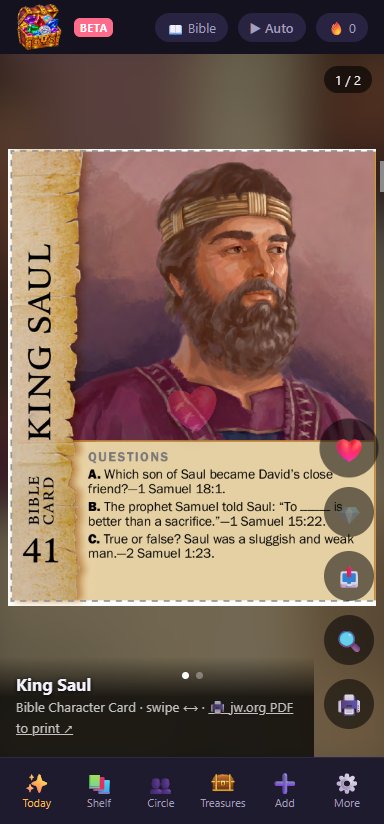 BETA
Bible
Auto
0
1 / 2
KING SAUL
BIBLE
CARD
41
QUESTIONS
A. Which son of Saul became David's close
friend?—1 Samuel 18:1.
B. The prophet Samuel told Saul: “To _____ is
better than a sacrifice.”—1 Samuel 15:22.
C. True or false? Saul was a sluggish and weak
man.—2 Samuel 1:23.
King Saul
Bible Character Card · swipe ↔ · jw.org PDF
to print ↗
Today
Shelf
Circle
Treasures
Add
More